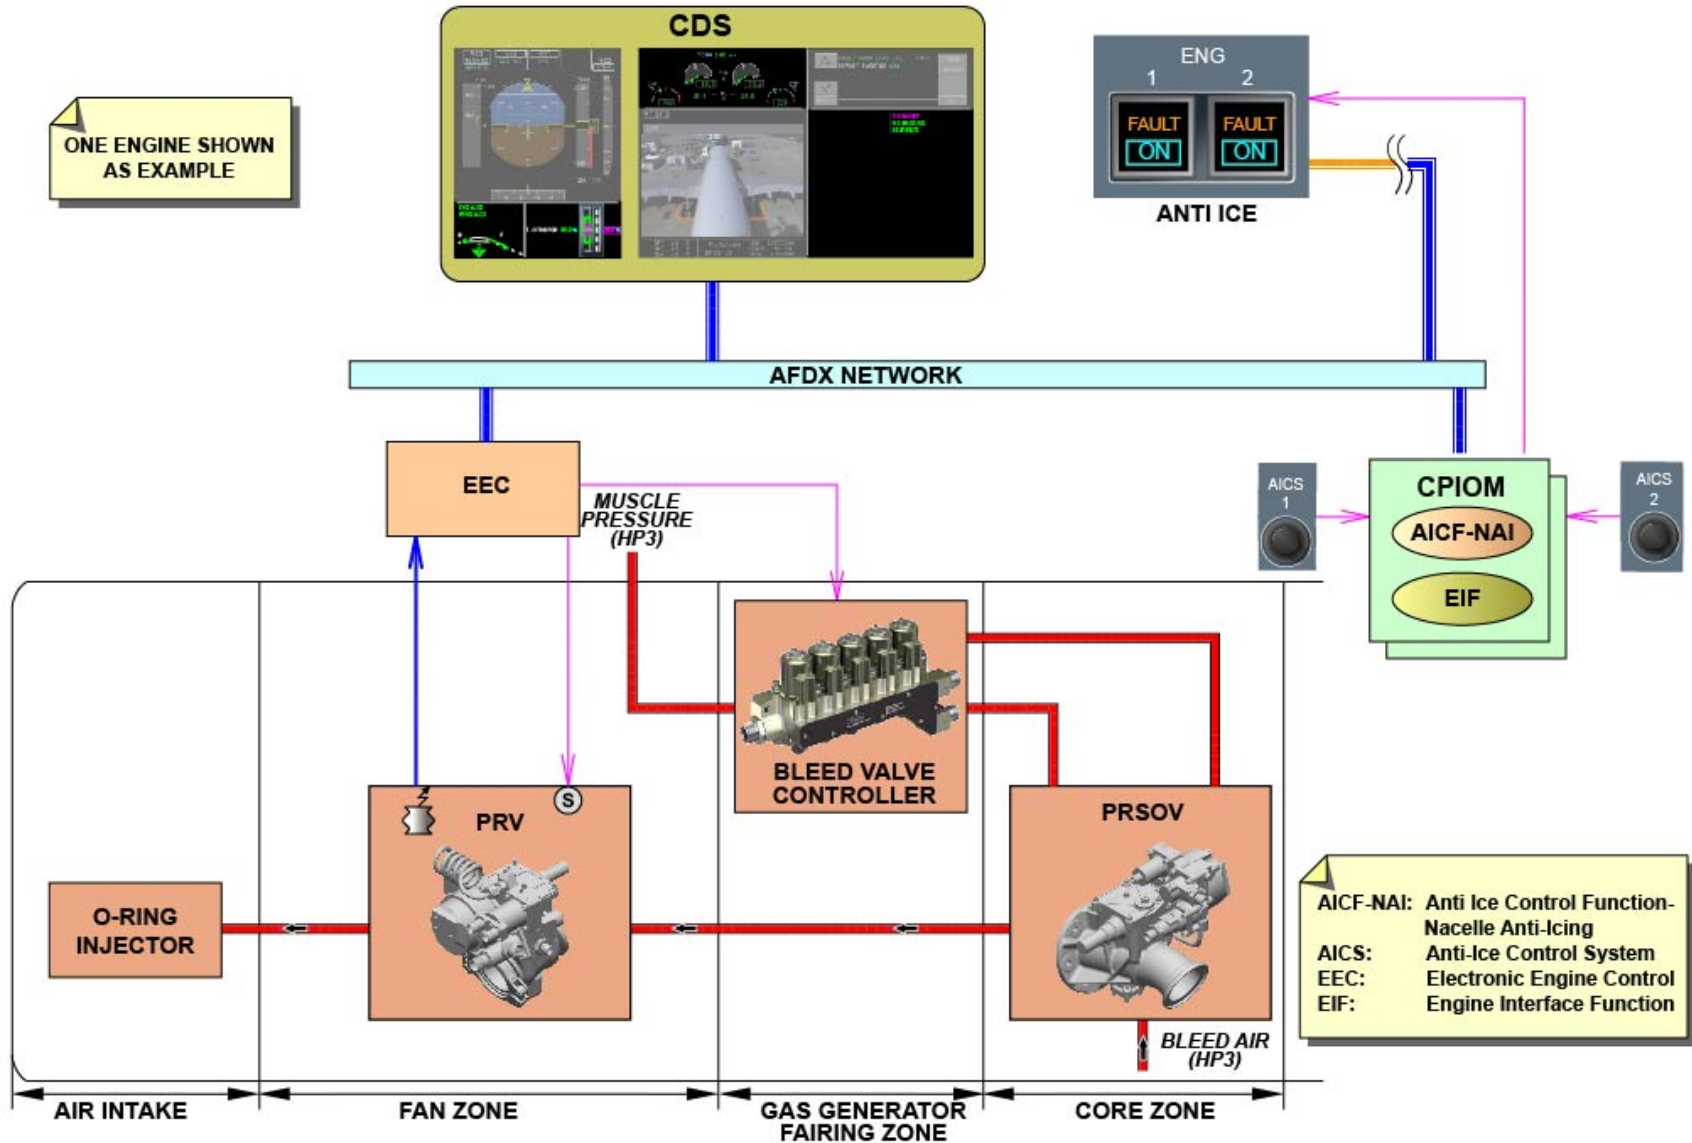 CDS
ONE ENGINE SHOWN
AS EXAMPLE
ENG
1 2
FAULT FAULT
ON ON
ANTI ICE
AFDX NETWORK
EEC
MUSCLE
PRESSURE
(HP3)
AICS
1
CPIOM
AICF-NAI
EIF
AICS
2
BLEED VALVE
CONTROLLER
S
PRV
PRSOV
O-RING
INJECTOR
BLEED AIR
(HP3)
AICF-NAI: Anti Ice Control Function-
Nacelle Anti-Icing
AICS: Anti-Ice Control System
EEC: Electronic Engine Control
EIF: Engine Interface Function
AIR INTAKE
FAN ZONE
GAS GENERATOR
FAIRING ZONE
CORE ZONE